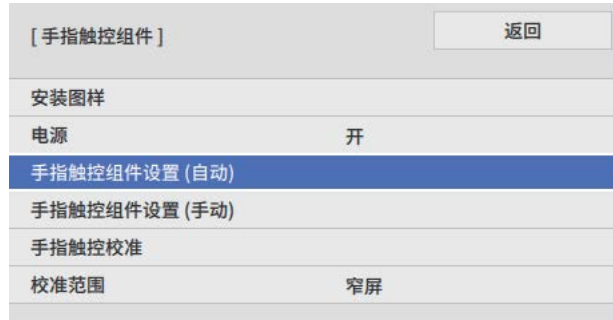 [ 手指触控组件 ] 返回
安装图样
电源 开
手指触控组件设置 (自动)
手指触控组件设置 (手动)
手指触控校准
校准范围 窄屏